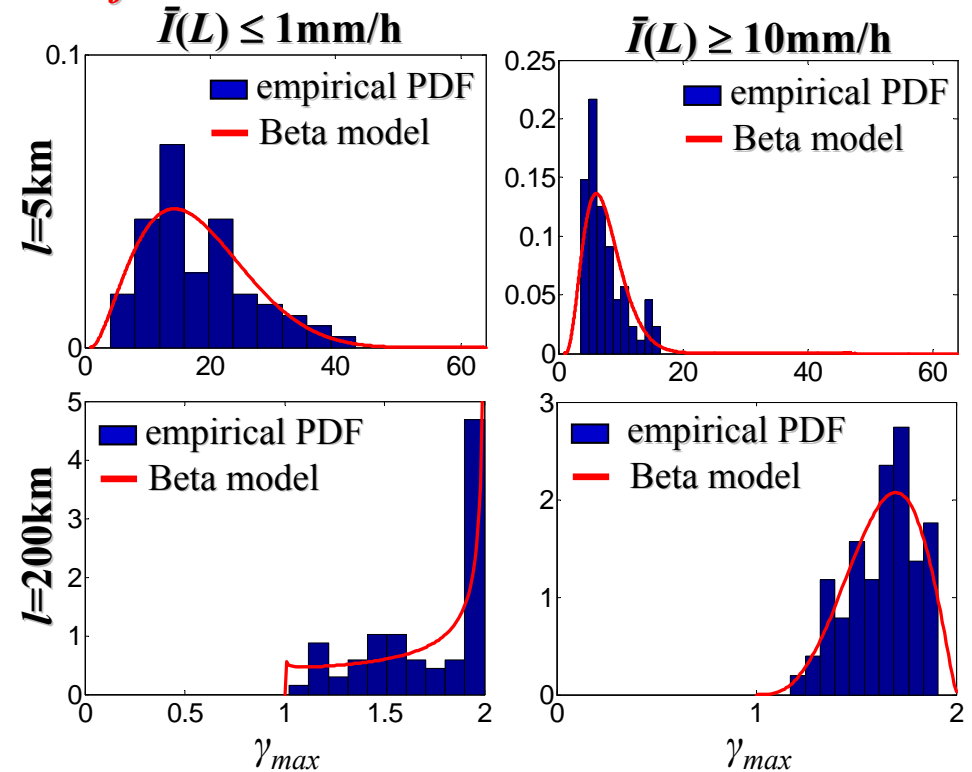 Ī(L) ≤ 1mm/h
Ī(L) ≥ 10mm/h
l=5km
0.1
0
0 20 40 60
empirical PDF
Beta model
0.25
0.2
0.15
0.1
0.05
0
0 20 40 60
empirical PDF
Beta model
l=200km
5
4
3
2
1
0
0 0.5 1 1.5 2
empirical PDF
Beta model
γmax
3
2
1
0
0 1 2
empirical PDF
Beta model
γmax